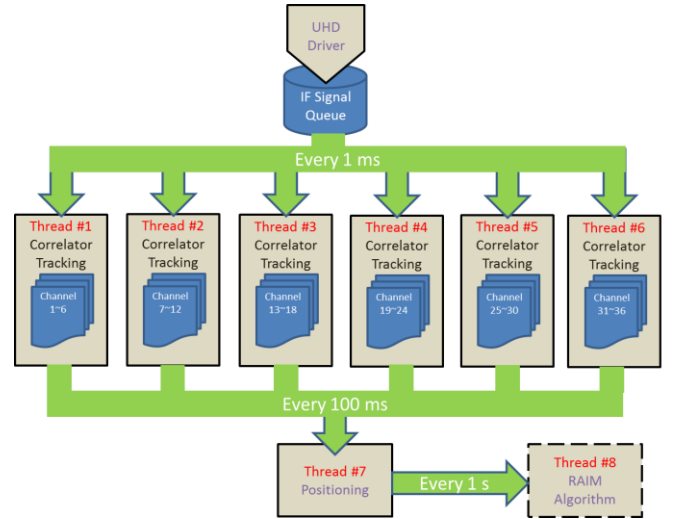 UHD
Driver
IF Signal
Queue
Every 1 ms
Thread #1
Correlator
Tracking
Channel
1~6
Thread #2
Correlator
Tracking
Channel
7~12
Thread #3
Correlator
Tracking
Channel
13~18
Thread #4
Correlator
Tracking
Channel
19~24
Thread #5
Correlator
Tracking
Channel
25~30
Thread #6
Correlator
Tracking
Channel
31~36
Every 100 ms
Thread #7
Positioning
Every 1 s
Thread #8
RAIM
Algorithm